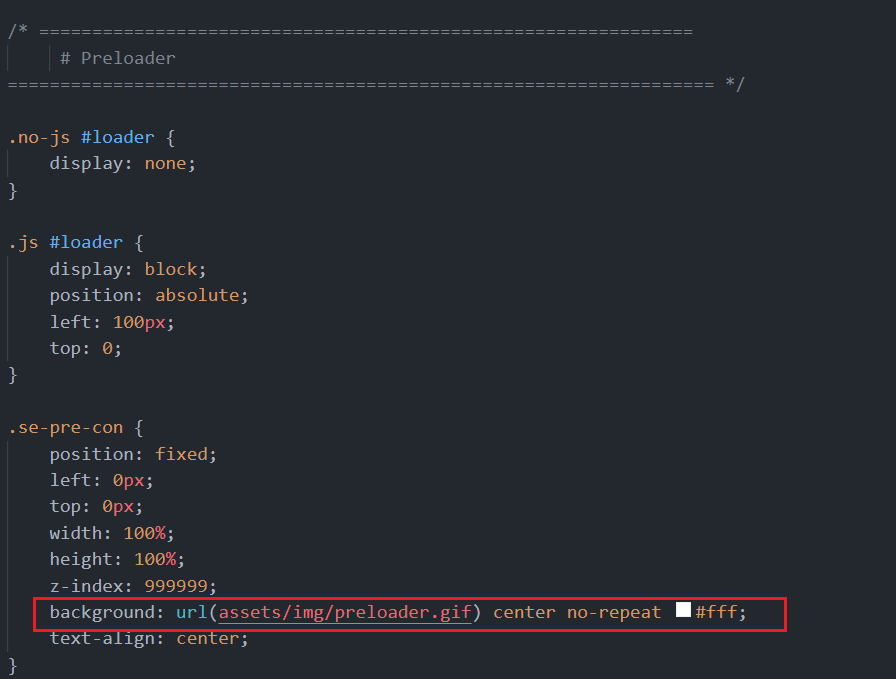 /* ==============================================================
# Preloader
=================================================================== */
.no-js #loader {
display: none;
}
.js #loader {
display: block;
position: absolute;
left: 100px;
top: 0;
}
.se-pre-con {
position: fixed;
left: 0px;
top: 0px;
width: 100%;
height: 100%;
z-index: 999999;
background: url(assets/img/preloader.gif) center no-repeat #fff;
text-align: center;
}